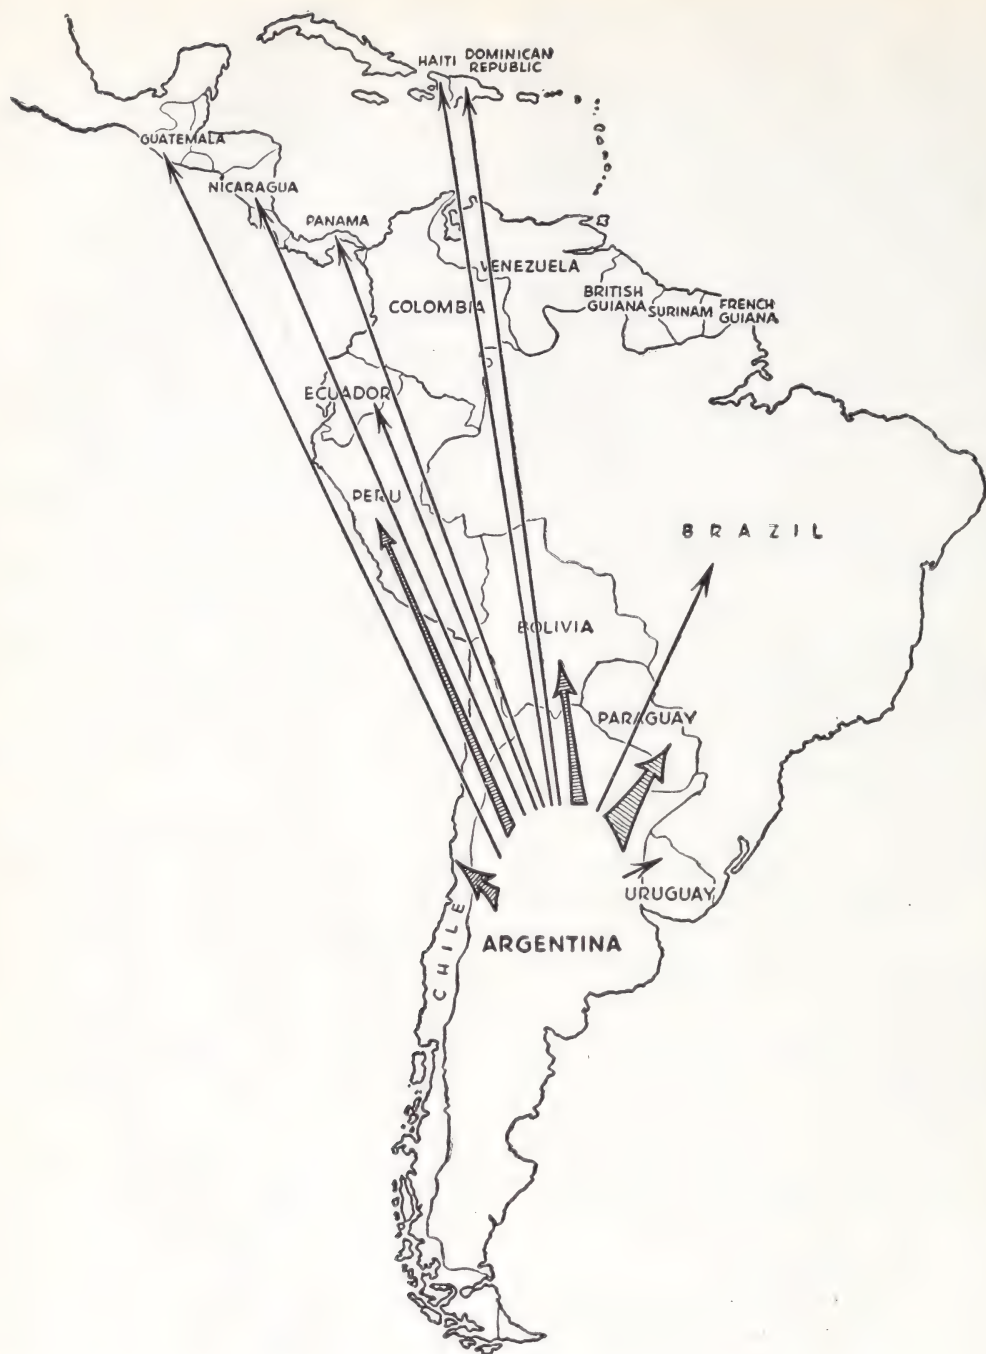 HAITI
DOMINICAN
REPUBLIC
GUATEMALA
NICARAGUA
PANAMA
VENEZUELA
BRITISH
GUIANA
SURINAM
FRENCH
GUIANA
COLOMBIA
ECUADOR
PERU
BRAZIL
BOLIVIA
PARAGUAY
URUGUAY
ARGENTINA
CHILE